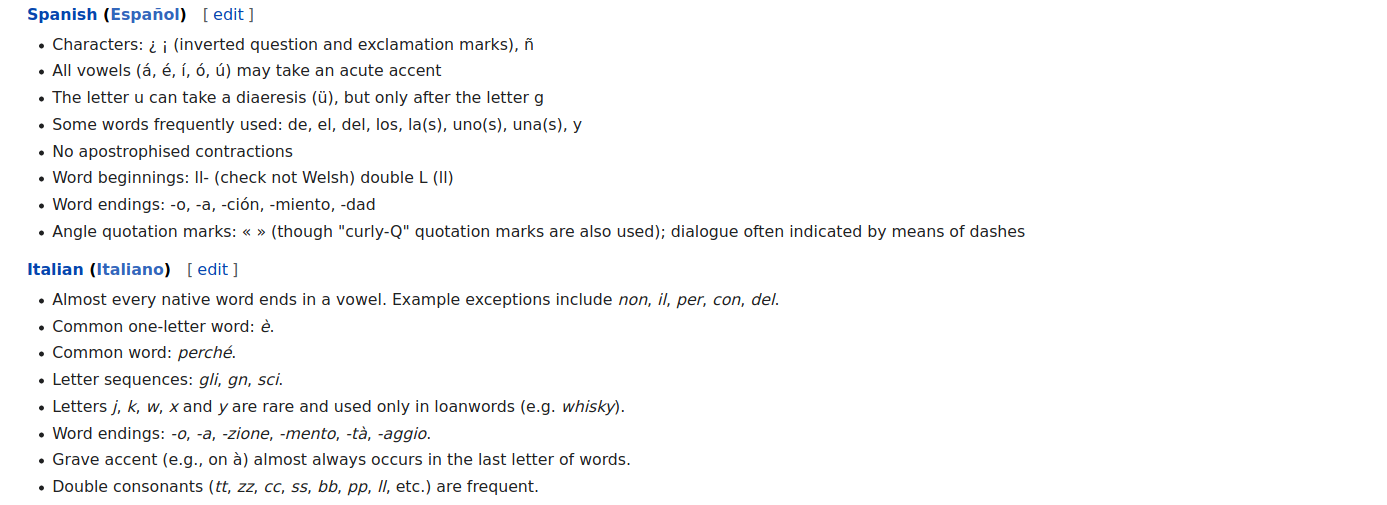 Spanish (Español) [ edit ]
• Characters: ¿ ¡ (inverted question and exclamation marks), ñ
• All vowels (á, é, í, ó, ú) may take an acute accent
• The letter u can take a diaeresis (ü), but only after the letter g
• Some words frequently used: de, el, del, los, la(s), uno(s), una(s), y
• No apostrophised contractions
• Word beginnings: ll- (check not Welsh) double L (ll)
• Word endings: -o, -a, -ción, -miento, -dad
• Angle quotation marks: « » (though "curly-Q" quotation marks are also used); dialogue often indicated by means of dashes
Italian (Italiano) [ edit ]
• Almost every native word ends in a vowel. Example exceptions include non, il, per, con, del.
• Common one-letter word: è.
• Common word: perché.
• Letter sequences: gli, gn, sci.
• Letters j, k, w, x and y are rare and used only in loanwords (e.g. whisky).
• Word endings: -o, -a, -zione, -mento, -tà, -aggio.
• Grave accent (e.g., on à) almost always occurs in the last letter of words.
• Double consonants (tt, zz, cc, ss, bb, pp, ll, etc.) are frequent.